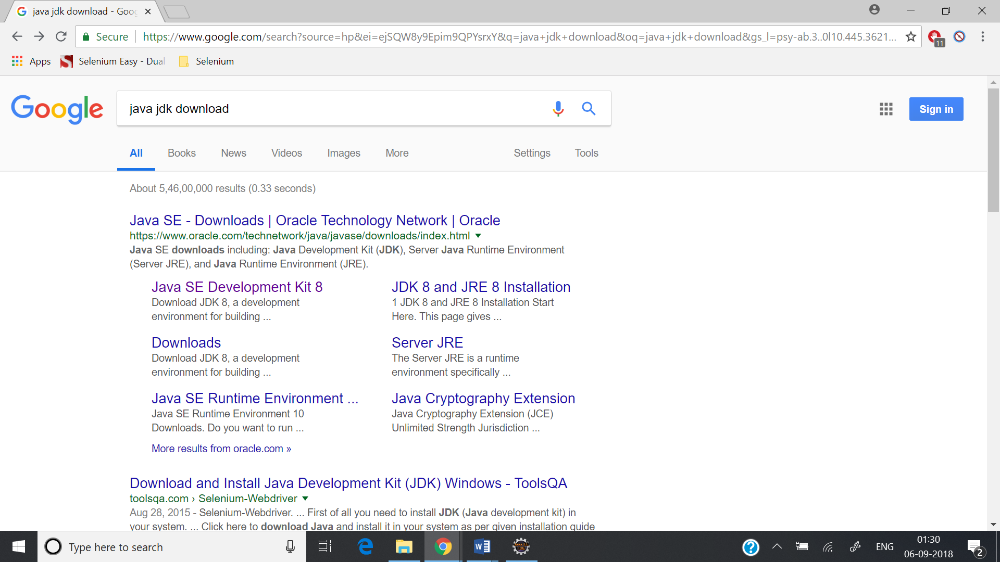 java jdk download - Goo
Secure https://www.google.com/search?source=hp&ei=ejSQW8y9Epim9QPYsrxY&q=java+jdk+download&oq=java+jdk+download&gs_l=psy-ab.3..0l10.445.3621...
11
Apps Selenium Easy - Dual Selenium
Google java jdk download Sign in
All Books News Videos Images More Settings Tools
About 5,46,00,000 results (0.33 seconds)
Java SE - Downloads | Oracle Technology Network | Oracle
https://www.oracle.com/technetwork/java/javase/downloads/index.html
Java SE downloads including: Java Development Kit (JDK), Server Java Runtime Environment
(Server JRE), and Java Runtime Environment (JRE).
Java SE Development Kit 8
Download JDK 8, a development
environment for building ...
JDK 8 and JRE 8 Installation
1 JDK 8 and JRE 8 Installation Start
Here. This page gives ...
Downloads
Download JDK 8, a development
environment for building ...
Server JRE
The Server JRE is a runtime
environment specifically ...
Java SE Runtime Environment ...
Java SE Runtime Environment 10
Downloads. Do you want to run ...
Java Cryptography Extension
Java Cryptography Extension (JCE)
Unlimited Strength Jurisdiction ...
More results from oracle.com »
Download and Install Java Development Kit (JDK) Windows - ToolsQA
toolsqa.com › Selenium-Webdriver
Aug 28, 2015 - Selenium-Webdriver. ... First of all you need to install JDK (Java development kit) in
your system. ... Click here to download Java and install it in your system as per given installation guide
Type here to search
Java EE
IDE
ENG
01:30
06-09-2018
2